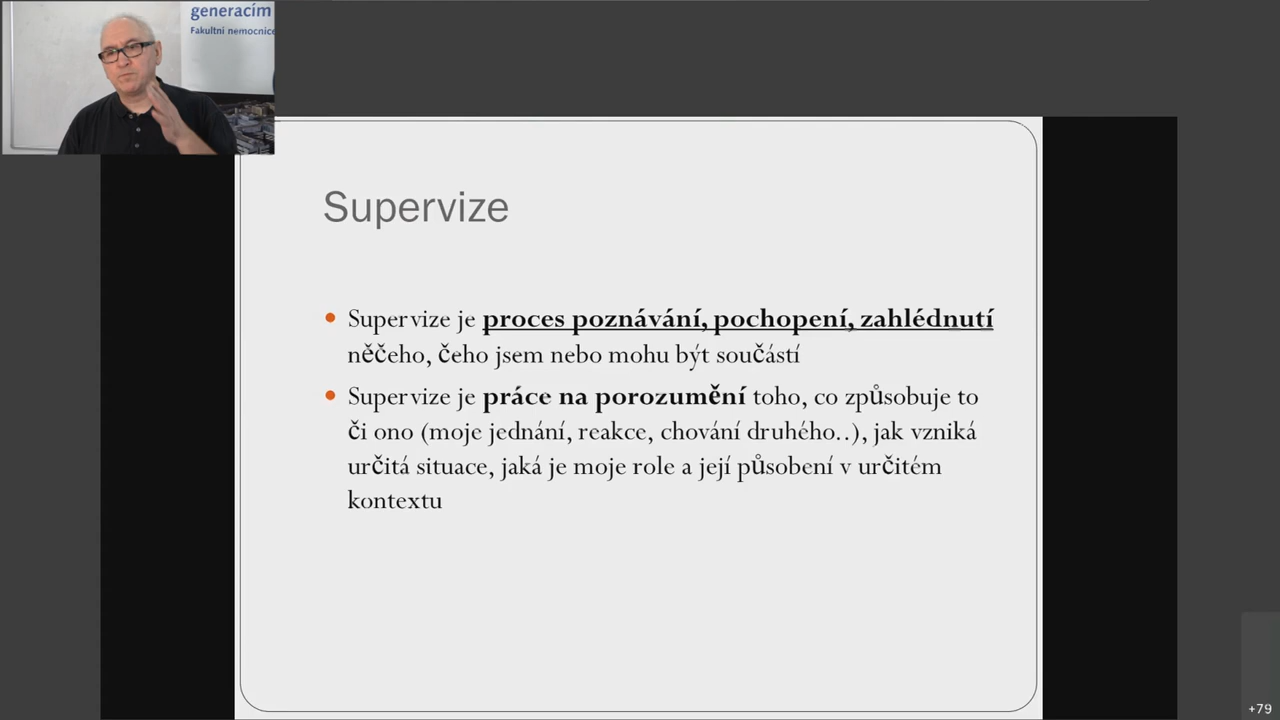 generacím
Fakultní nemocnice
Supervize
Supervize je proces poznávání, pochopení, zahlédnutí
něčeho, čeho jsem nebo mohu být součástí
Supervize je práce na porozumění toho, co způsobuje to
či ono (moje jednání, reakce, chování druhého..), jak vzniká
určitá situace, jaká je moje role a její působení v určitém
kontextu
+79